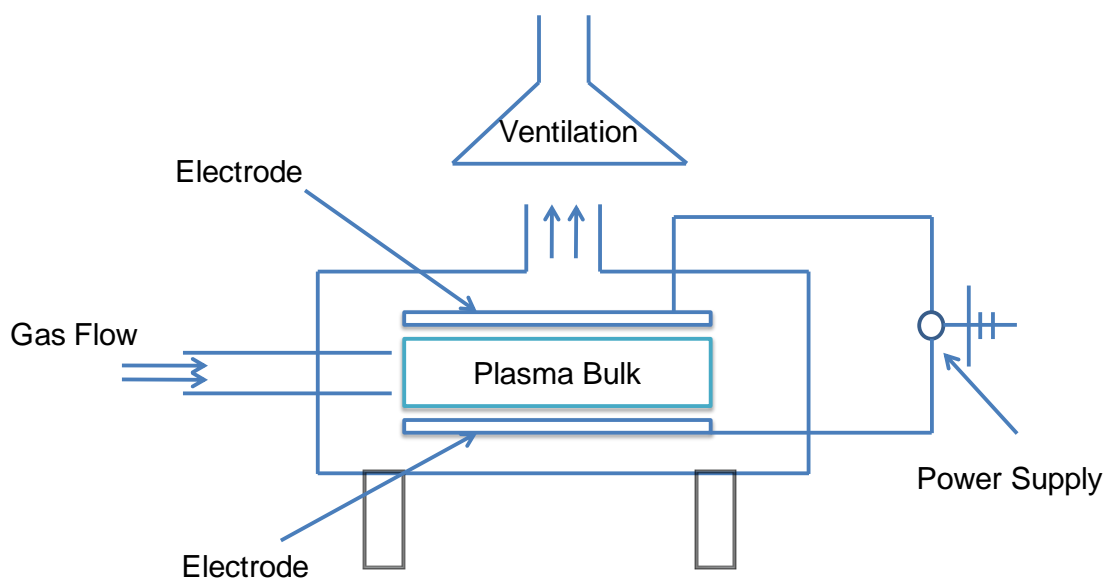 Ventilation
Electrode
Gas Flow
Plasma Bulk
Power Supply
Electrode